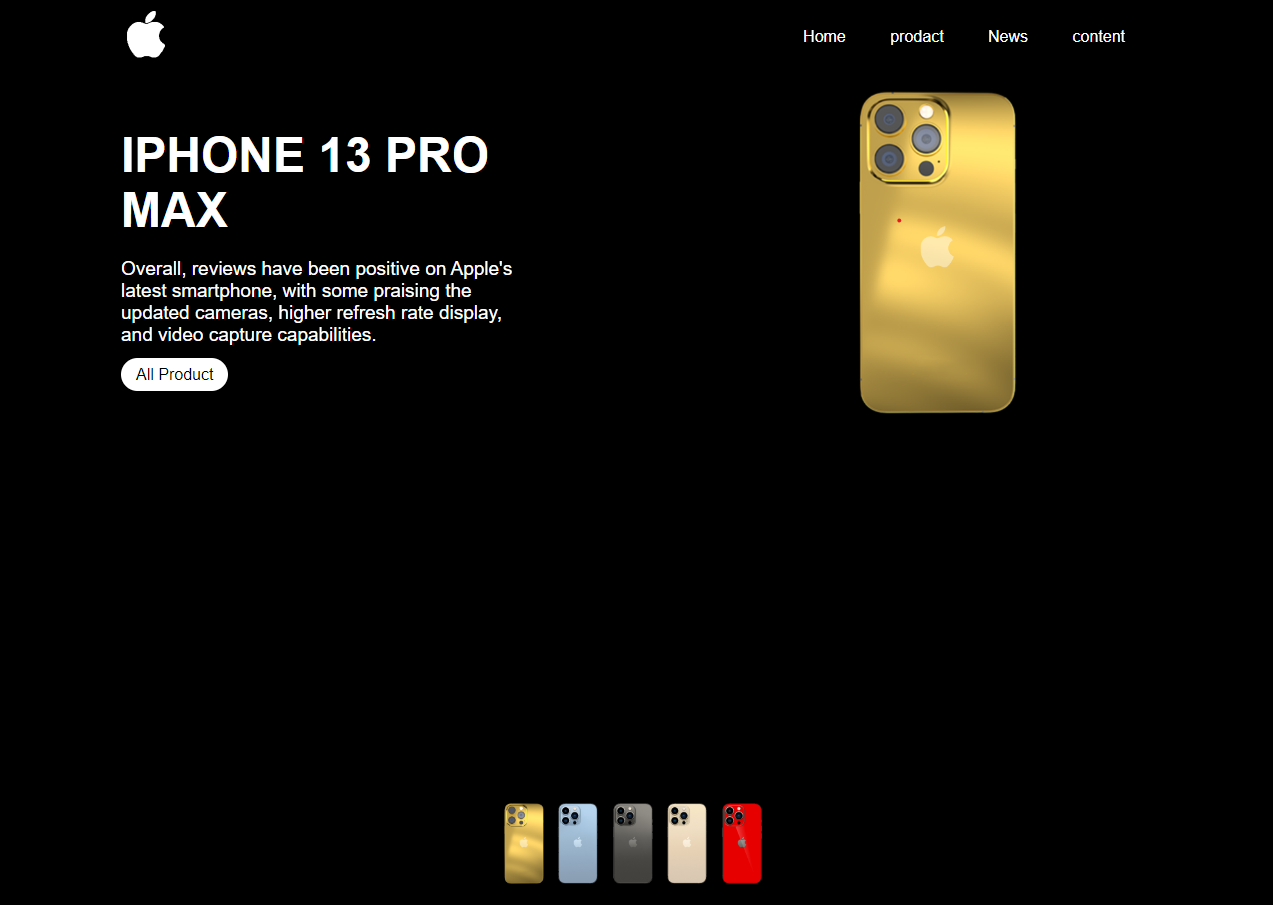 Home prodact News content
IPHONE 13 PRO
MAX
Overall, reviews have been positive on Apple's
latest smartphone, with some praising the
updated cameras, higher refresh rate display,
and video capture capabilities.
All Product